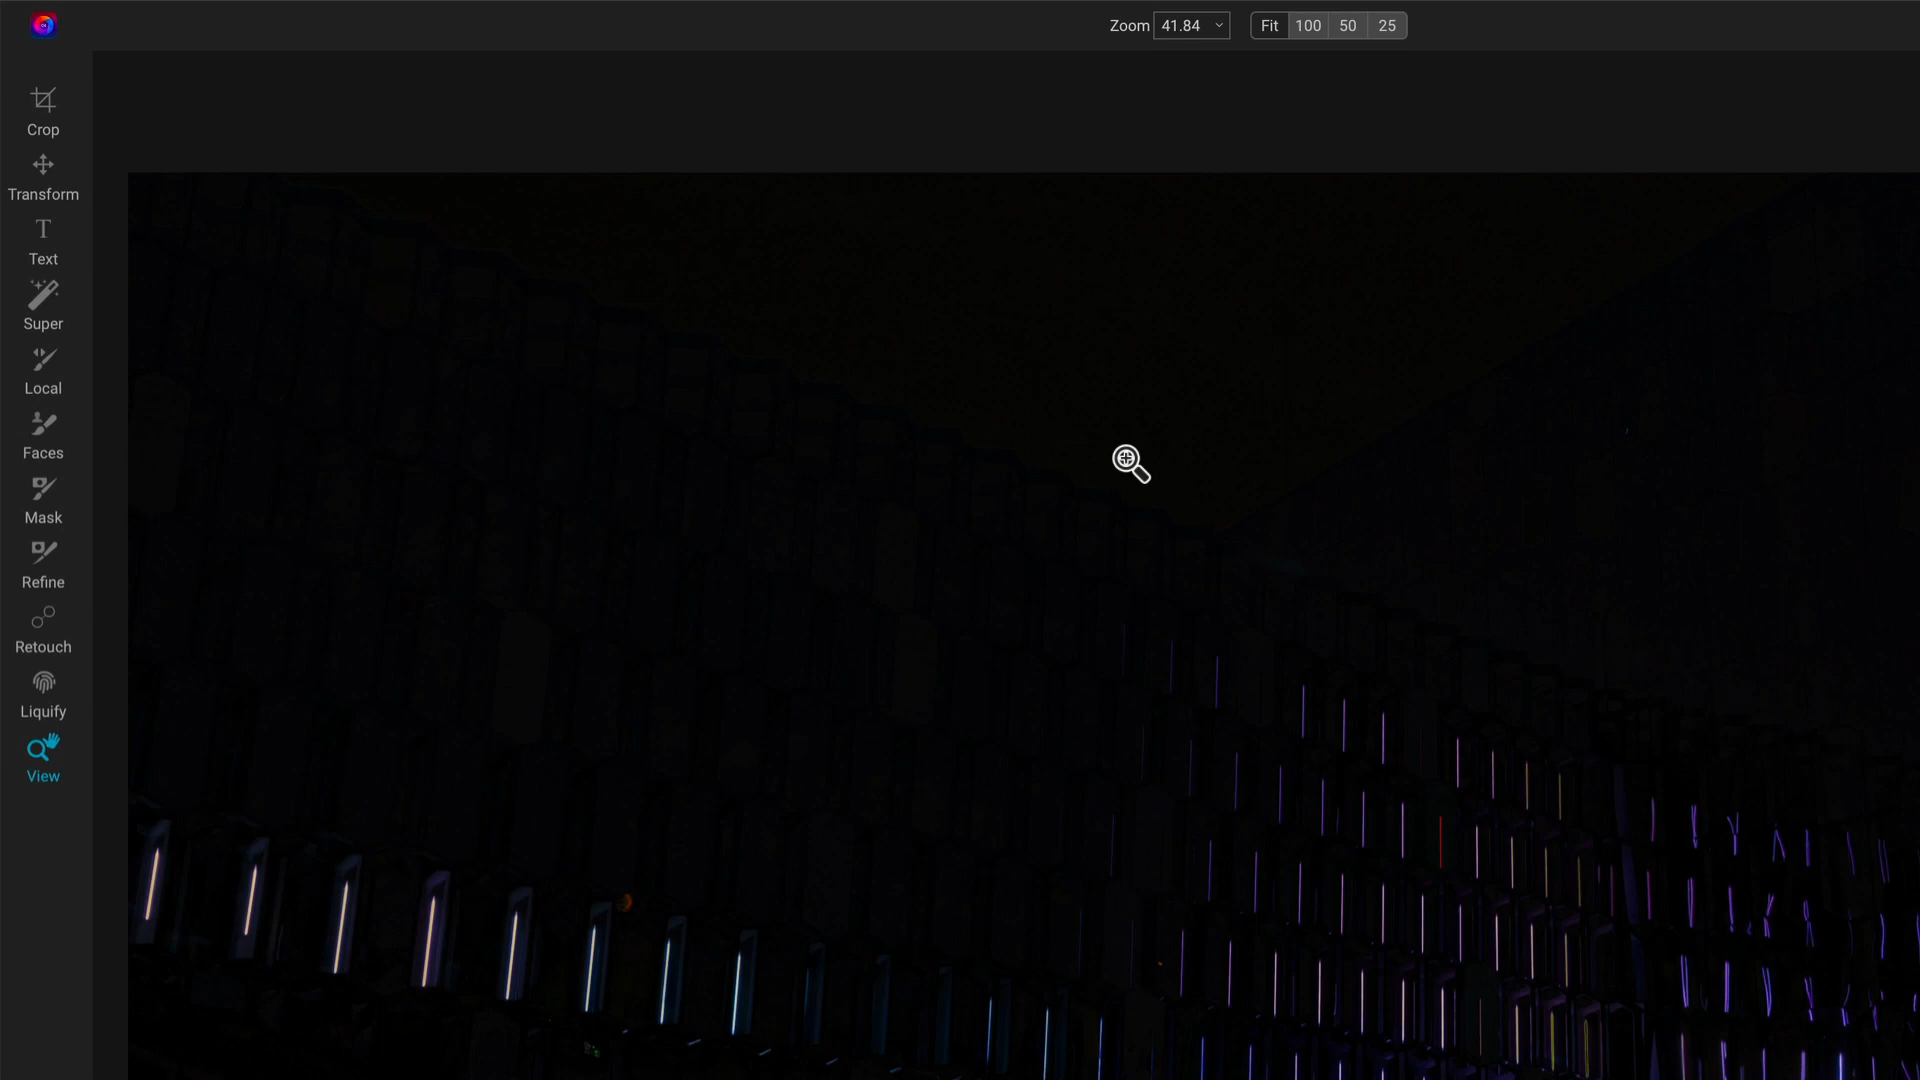 Zoom 41.84 Fit 100 50 25
Crop
Transform
Text
Super
Local
Faces
Mask
Refine
Retouch
Liquify
View